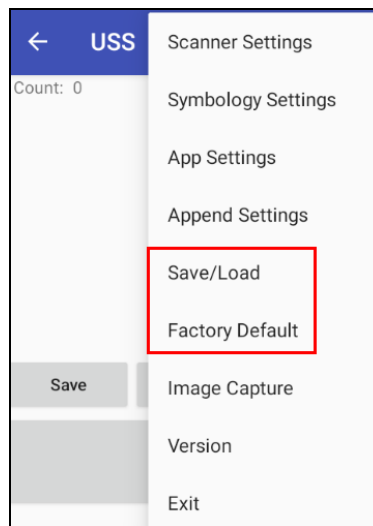 ← USS
Count: 0
Scanner Settings
Symbology Settings
App Settings
Append Settings
Save/Load
Factory Default
Save
Image Capture
Version
Exit